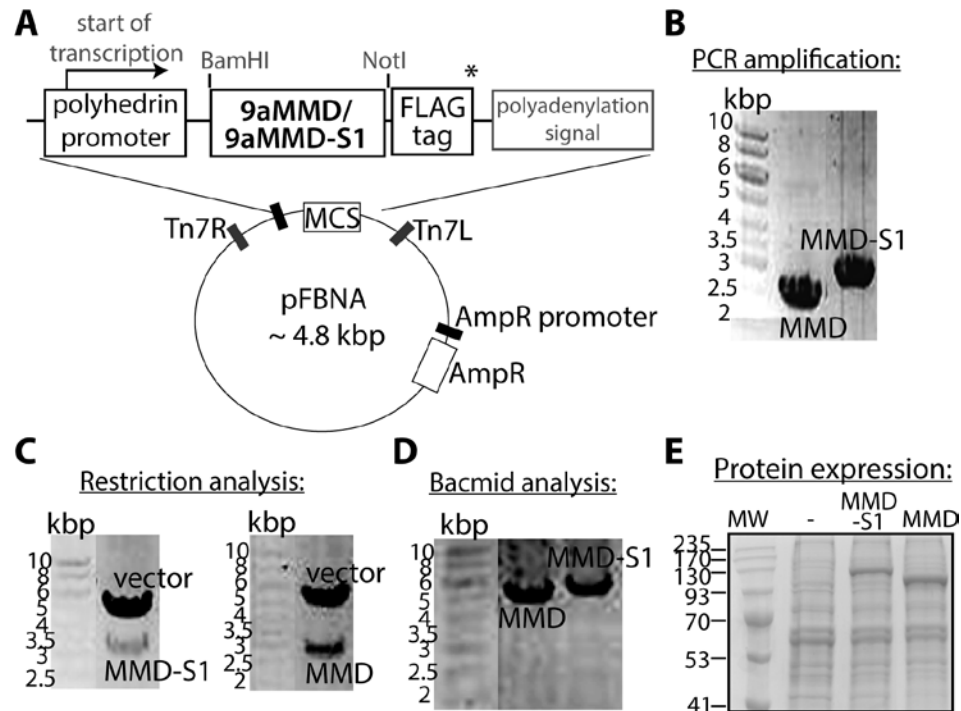 A
start of
transcription
BamHI
NotI
*
polyhedrin
promoter
9aMMD/
9aMMD-S1
FLAG
tag
polyadenylation
signal
Tn7R
MCS
Tn7L
pFBNA
~ 4.8 kbp
AmpR promoter
AmpR
B
PCR amplification:
kbp
10
8
6
5
4
3.5
3
2.5
2
MMD-S1
MMD
C
Restriction analysis:
kbp
10
8
6
5
3.5
3
2.5
vector
MMD-S1
kbp
10
8
6
5
4
3.5
3
2
vector
MMD
D
Bacmid analysis:
kbp
10
8
6
5
4
3.5
3
2.5
2
MMD-S1
MMD
E
Protein expression:
MW
-
MMD
-S1
MMD
235
170
130
93
70
53
41